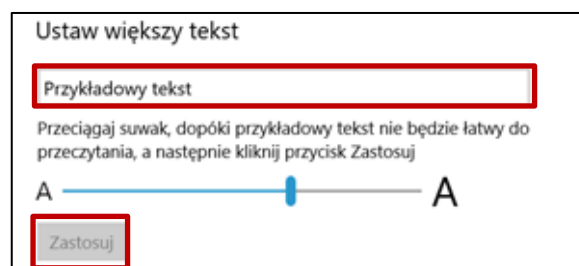 Ustaw większy tekst
Przykładowy tekst
Przeciągaj suwak, dopóki przykładowy tekst nie będzie łatwy do
przeczytania, a następnie kliknij przycisk Zastosuj
A A
Zastosuj